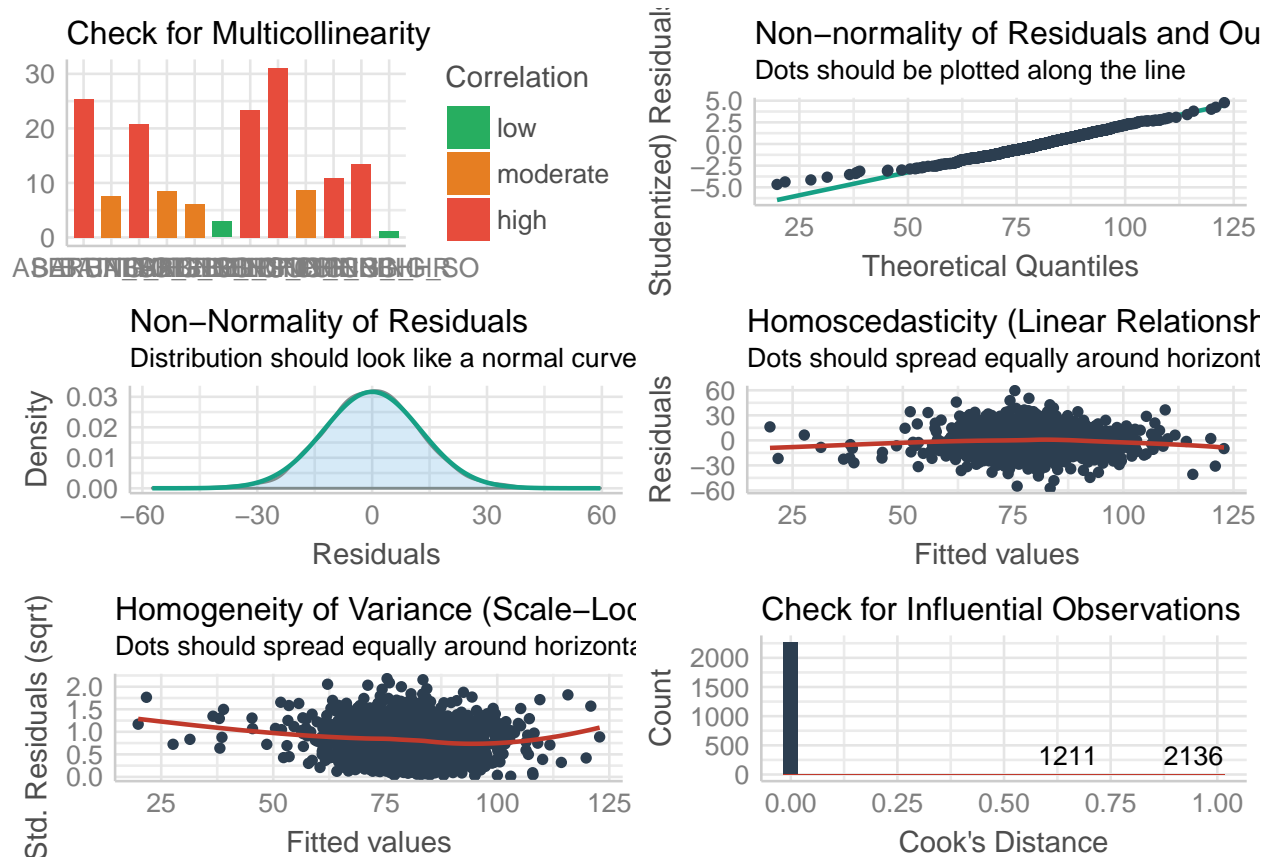 Check for Multicollinearity
30
20
10
0
Correlation
low
moderate
high
Non−normality of Residuals and Ou
Dots should be plotted along the line
Studentized) Residuals
5.0
2.5
0.0
−2.5
−5.0
25 50 75 100 125
Theoretical Quantiles
Non−Normality of Residuals
Distribution should look like a normal curve
Density
0.03
0.02
0.01
0.00
−60 −30 0 30 60
Residuals
Homoscedasticity (Linear Relationsh
Dots should spread equally around horizont
Residuals
60
30
0
−30
−60
25 50 75 100 125
Fitted values
Homogeneity of Variance (Scale−Loc
Dots should spread equally around horizonta
Std. Residuals (sqrt)
2.0
1.5
1.0
0.5
0.0
25 50 75 100 125
Fitted values
Check for Influential Observations
Count
2000
1500
1000
500
0
1211 2136
0.00 0.25 0.50 0.75 1.00
Cook's Distance